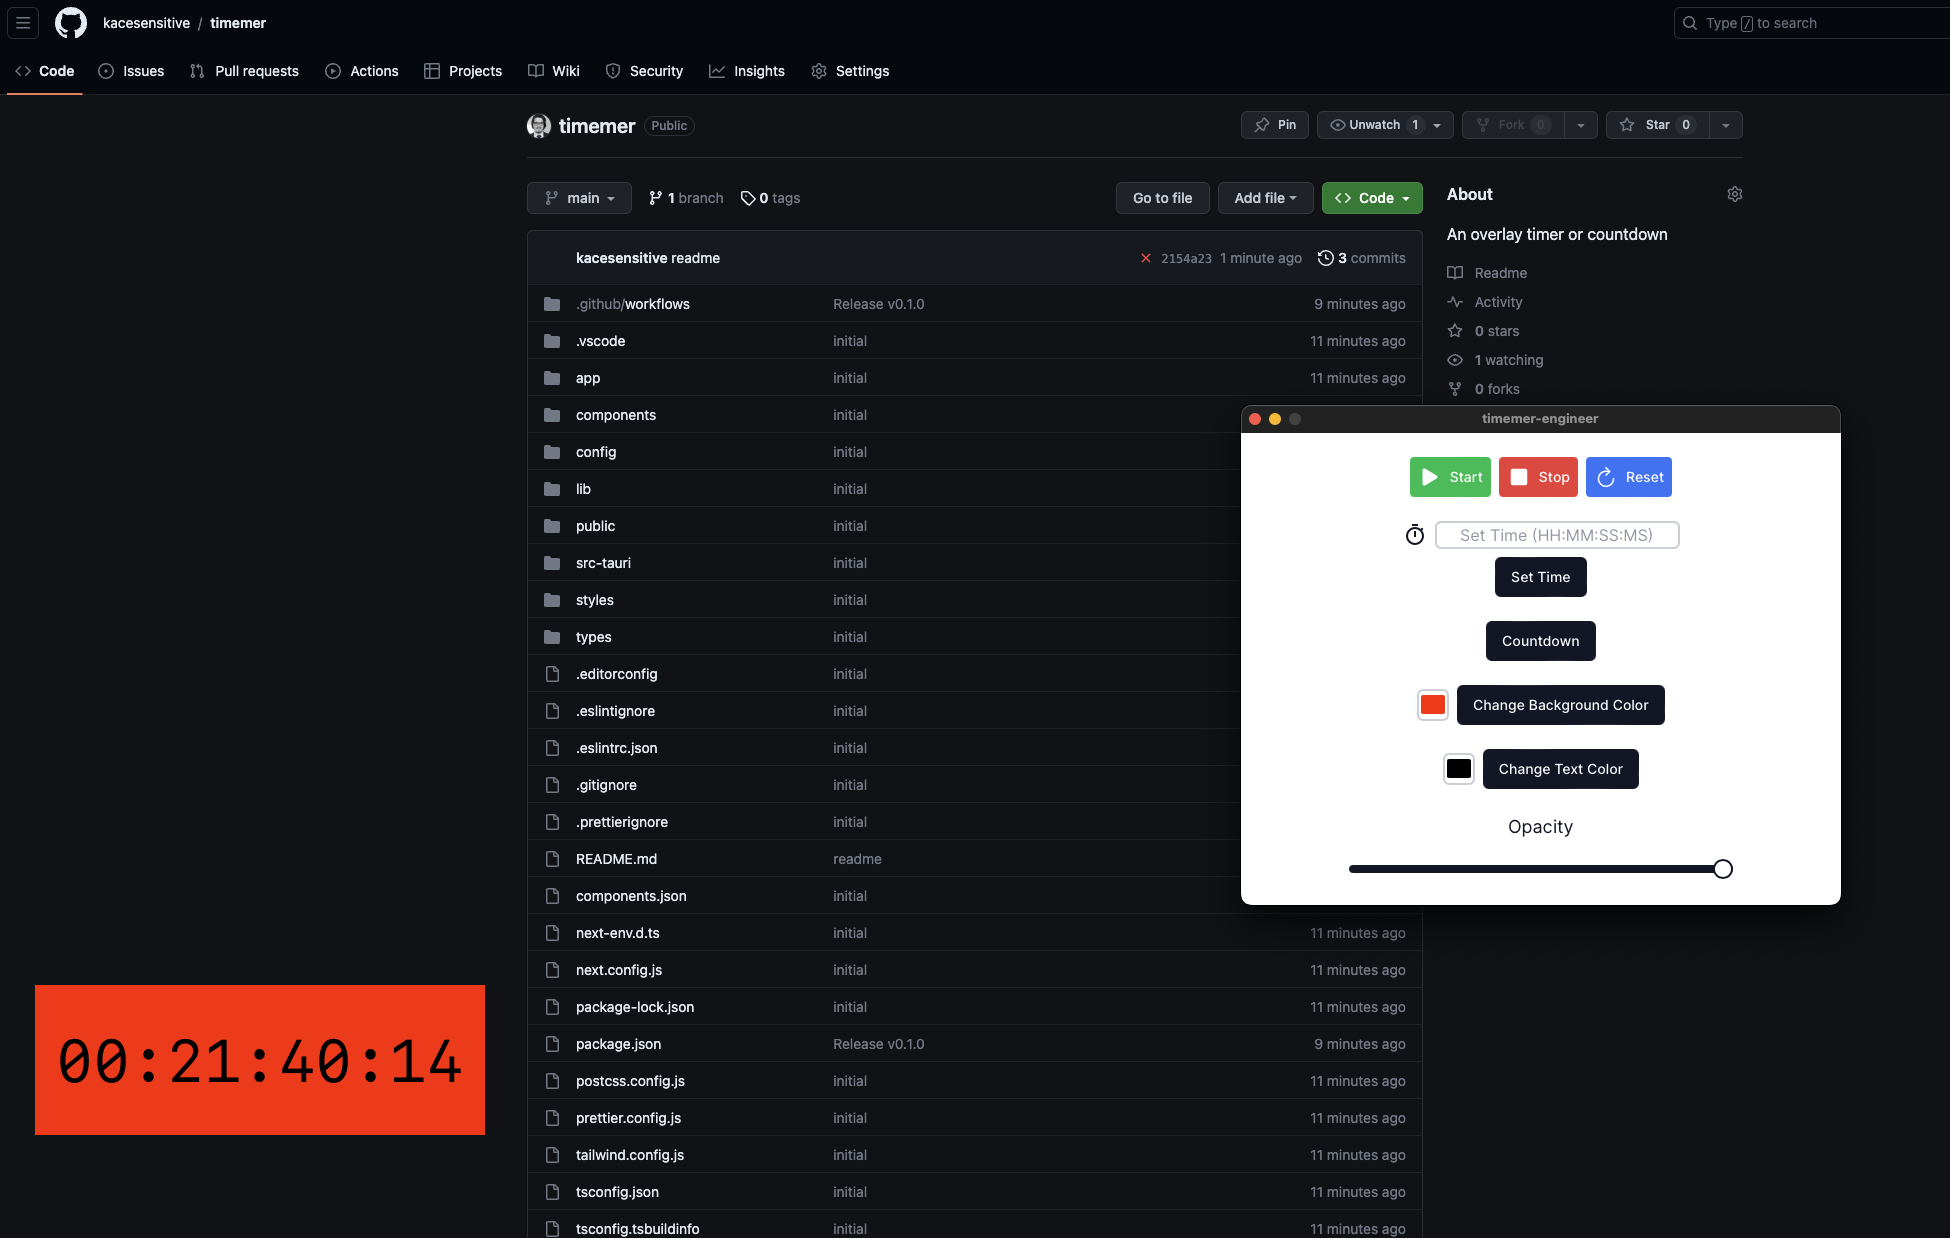 kacesensitive / timemer
Type / to search
Code Issues Pull requests Actions Projects Wiki Security Insights Settings
timemer Public
Pin Unwatch 1 Fork 0 Star 0
main 1 branch 0 tags Go to file Add file Code
kacesensitive readme 2154a23 1 minute ago 3 commits
.github/workflows Release v0.1.0 9 minutes ago
.vscode initial 11 minutes ago
app initial 11 minutes ago
components initial
config initial
lib initial
public initial
src-tauri initial
styles initial
types initial
.editorconfig initial
.eslintignore initial
.eslintrc.json initial
.gitignore initial
.prettierignore initial
README.md readme
components.json initial
next-env.d.ts initial 11 minutes ago
next.config.js initial 11 minutes ago
package-lock.json initial 11 minutes ago
package.json Release v0.1.0 9 minutes ago
postcss.config.js initial 11 minutes ago
prettier.config.js initial 11 minutes ago
tailwind.config.js initial 11 minutes ago
tsconfig.json initial 11 minutes ago
tsconfig.tsbuildinfo initial 11 minutes ago
About
An overlay timer or countdown
Readme
Activity
0 stars
1 watching
0 forks
timemer-engineer
Start Stop Reset
Set Time (HH:MM:SS:MS)
Set Time
Countdown
Change Background Color
Change Text Color
Opacity
00:21:40:14